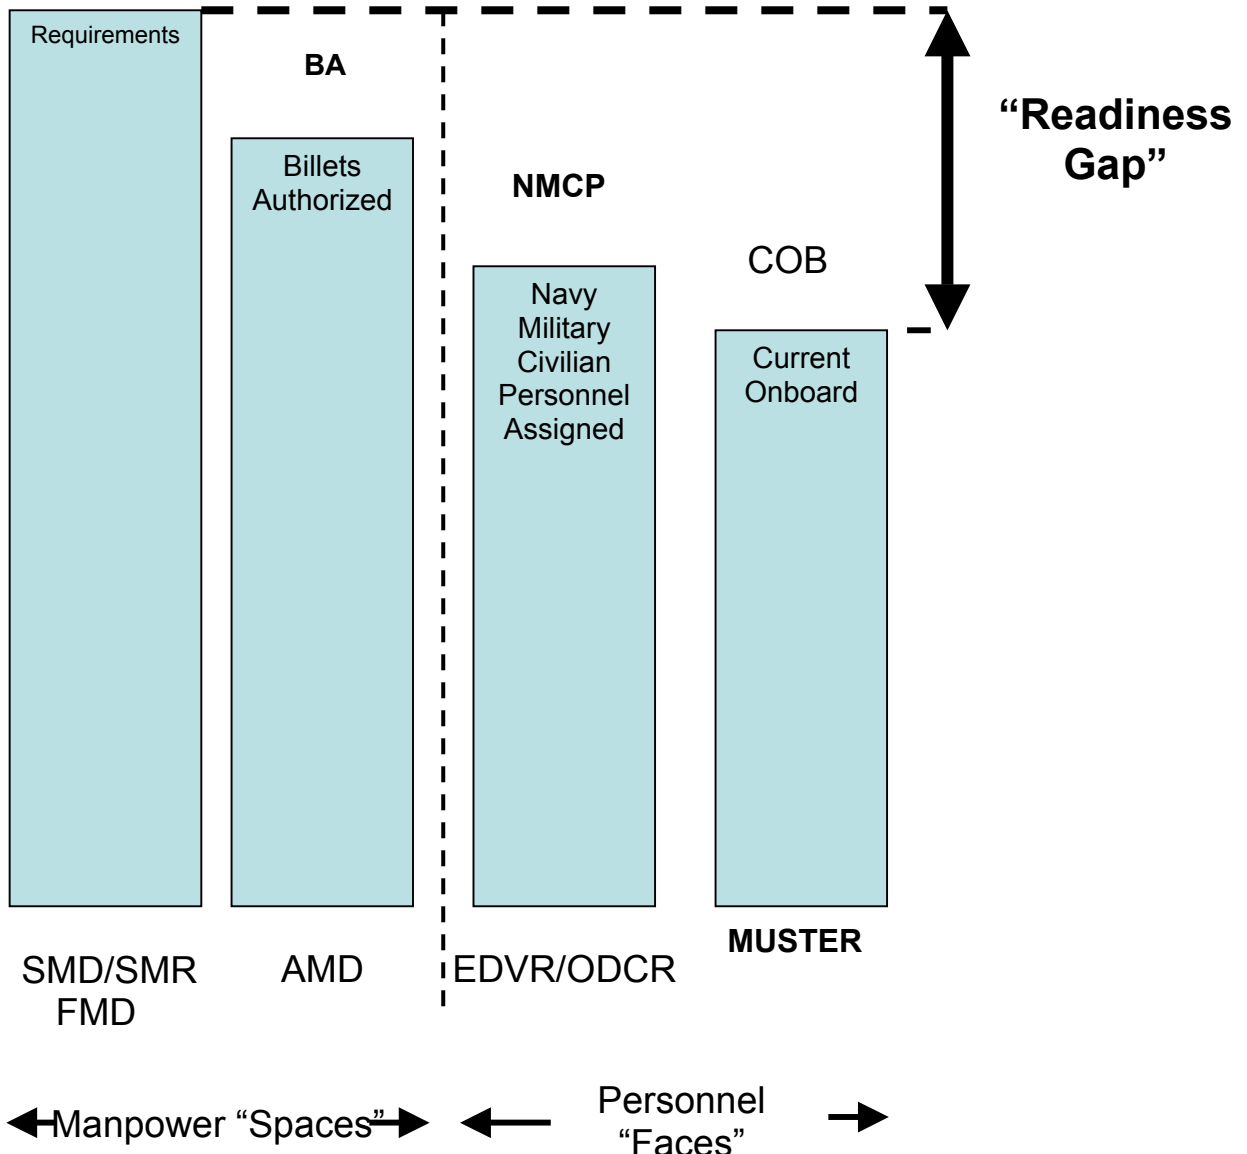 Requirements
BA
Billets
Authorized
NMCP
Navy
Military
Civilian
Personnel
Assigned
COB
Current
Onboard
“Readiness
Gap”
SMD/SMR
FMD
AMD
EDVR/ODCR
MUSTER
Manpower “Spaces”
Personnel
“Faces”